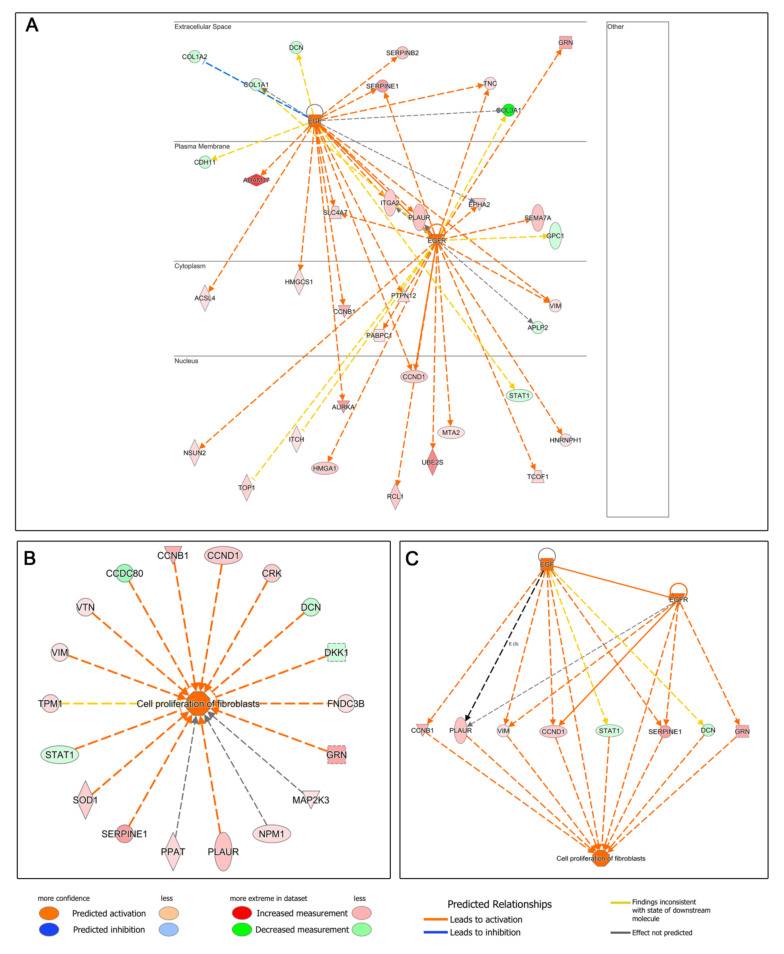 A
Extracellular Space
Other
COL1A2
DCN
SERPINB2
GRN
COL1A1
SERPINE1
TNC
COL3A1
EGF
Plasma Membrane
CDH11
ADAM17
SLC4A7
ITGA2
PLAUR
EPHA2
SEMA7A
GPC1
EGFR
Cytoplasm
ACSL4
HMGCS1
CCNB1
PTPN12
PABPC1
VIM
APLP2
Nucleus
CCND1
STAT1
AURKA
NSUN2
ITCH
MTA2
HNRNPH1
TOP1
HMGA1
UBE2S
RCL1
TCOF1
B
CCNB1
CCND1
CCDC80
CRK
VTN
DCN
VIM
DKK1
TPM1
Cell proliferation of fibroblasts
FNDC3B
STAT1
GRN
SOD1
MAP2K3
SERPINE1
NPM1
PPAT
PLAUR
C
EGF
EGFR
CCNB1
PLAUR
VIM
CCND1
STAT1
SERPINE1
DCN
GRN
Cell proliferation of fibroblasts
more confidence
less
Predicted activation
Predicted inhibition
more extreme in dataset
less
Increased measurement
Decreased measurement
Predicted Relationships
Leads to activation
Leads to inhibition
Findings inconsistent
with state of downstream
molecule
Effect not predicted